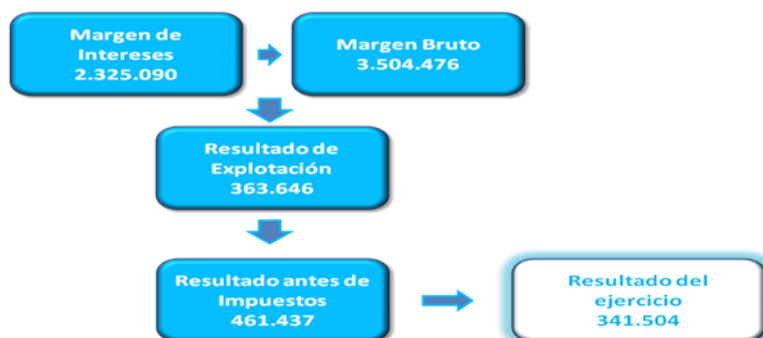 Margen de
Intereses
2.325.090
Margen Bruto
3.504.476
Resultado de
Explotación
363.646
Resultado antes de
Impuestos
461.437
Resultado del
ejercicio
341.504